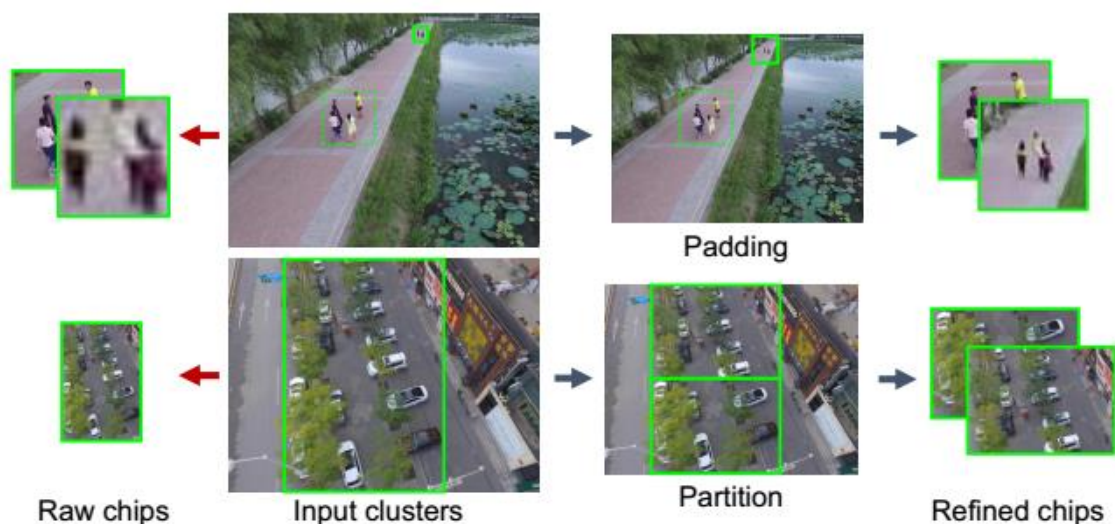 Padding
Partition
Raw chips
Input clusters
Refined chips